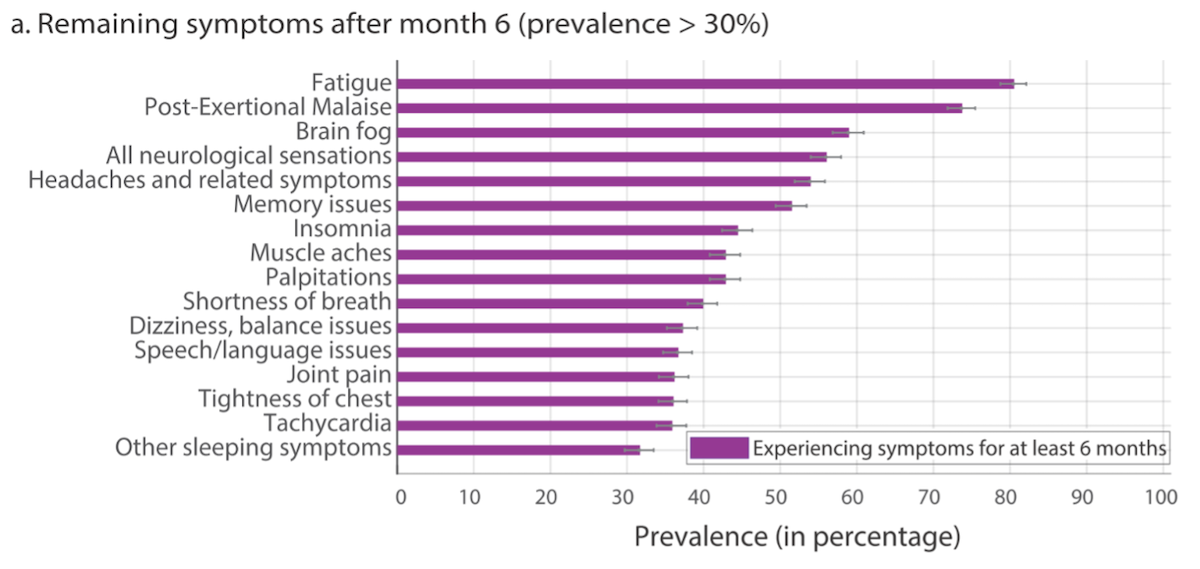 a. Remaining symptoms after month 6 (prevalence > 30%)
Fatigue
Post-Exertional Malaise
Brain fog
All neurological sensations
Headaches and related symptoms
Memory issues
Insomnia
Muscle aches
Palpitations
Shortness of breath
Dizziness, balance issues
Speech/language issues
Joint pain
Tightness of chest
Tachycardia
Other sleeping symptoms
Experiencing symptoms for at least 6 months
0 10 20 30 40 50 60 70 80 90 100
Prevalence (in percentage)